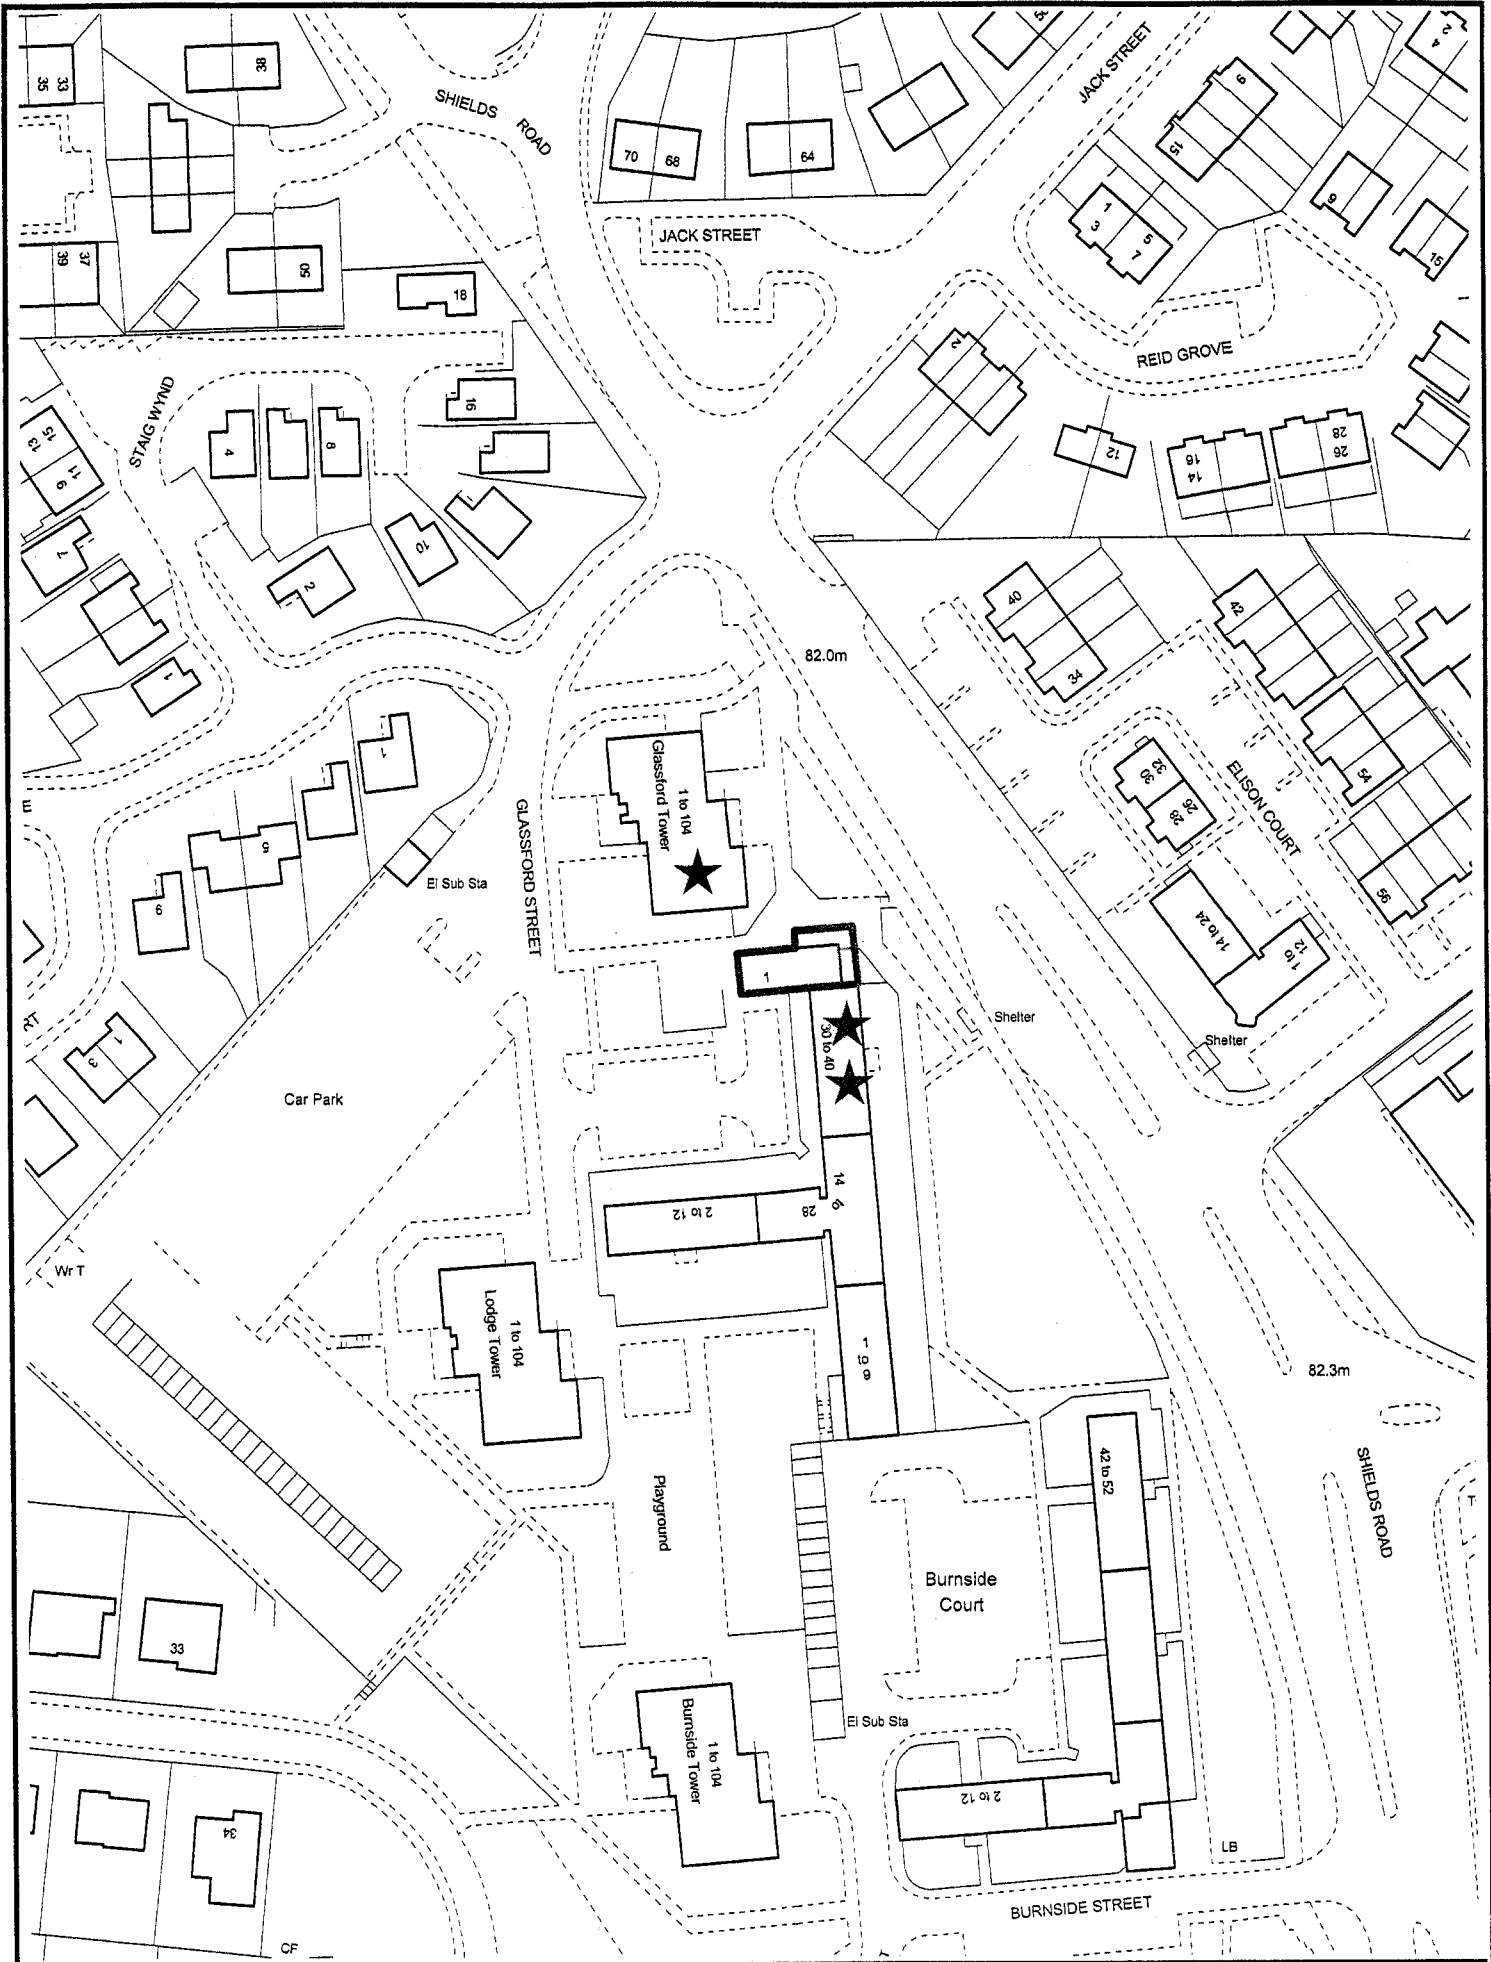 33
35
38
SHIELDS ROAD
50
JACK STREET
2
4
6
15
70
68
64
JACK STREET
1
3
5
7
9
15
37
39
50
18
REID GROVE
2
STAIG WYND
16
4
8
12
16
14
28
26
15
13
11
9
7
10
2
1
40
34
42
82.0m
ELISON COURT
32
30
26
28
54
56
14 to 24
1 to 12
1
5
9
E
El Sub Sta
GLASSFORD STREET
1 to 104
Glassford Tower
1
30 to 40
Shelter
Shelter
RT
1
3
Car Park
14
28
2 to 12
Wr T
1 to 104
Lodge Tower
1 to
82.3m
Playground
42 to 52
SHIELDS ROAD
T
Burnside
Court
33
El Sub Sta
1 to 104
Burnside Tower
2 to 12
34
LB
BURNSIDE STREET
CF